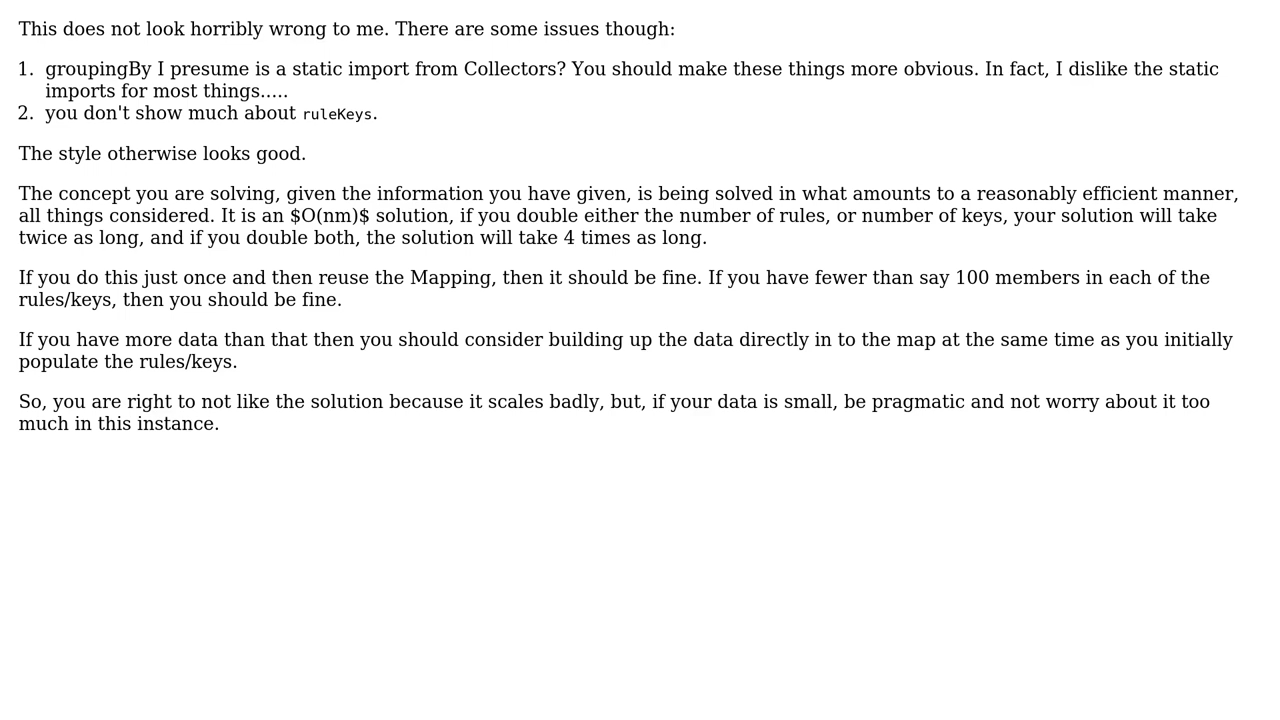 This does not look horribly wrong to me. There are some issues though:
1. groupingBy I presume is a static import from Collectors? You should make these things more obvious. In fact, I dislike the static
imports for most things.....
2. you don't show much about ruleKeys.
The style otherwise looks good.
The concept you are solving, given the information you have given, is being solved in what amounts to a reasonably efficient manner,
all things considered. It is an $O(nm)$ solution, if you double either the number of rules, or number of keys, your solution will take
twice as long, and if you double both, the solution will take 4 times as long.
If you do this just once and then reuse the Mapping, then it should be fine. If you have fewer than say 100 members in each of the
rules/keys, then you should be fine.
If you have more data than that then you should consider building up the data directly in to the map at the same time as you initially
populate the rules/keys.
So, you are right to not like the solution because it scales badly, but, if your data is small, be pragmatic and not worry about it too
much in this instance.